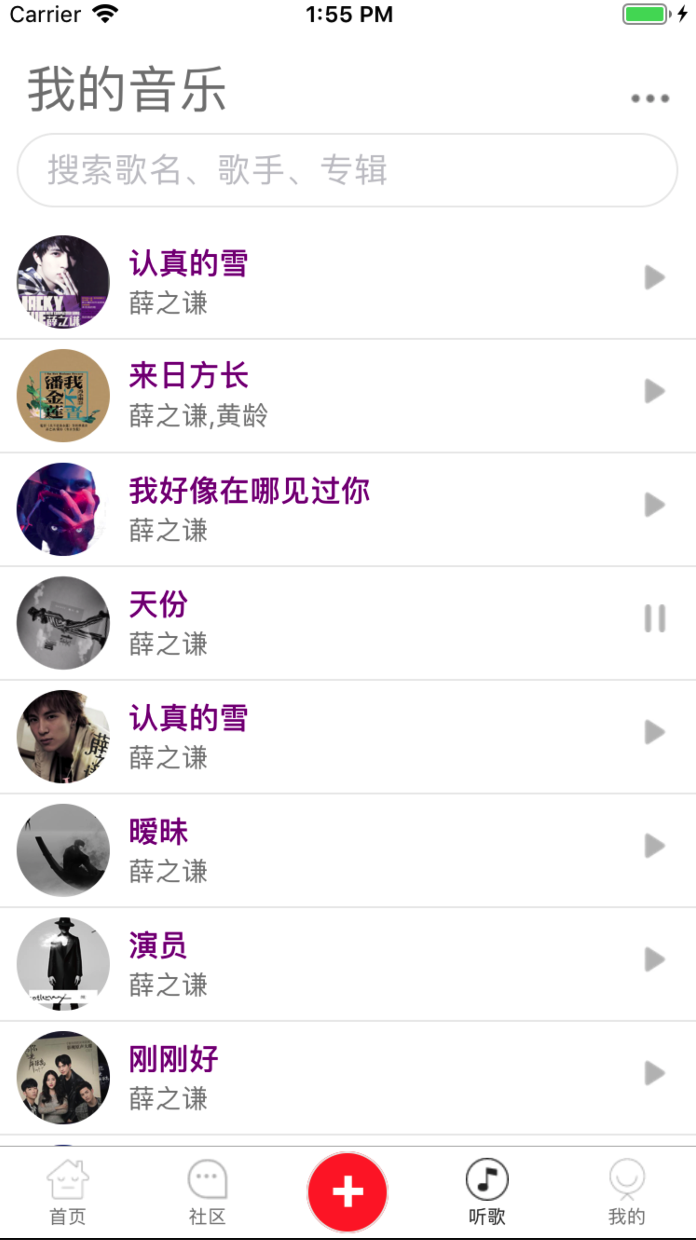 Carrier 1:55 PM
我的音乐
搜索歌名、歌手、专辑
认真的雪
薛之谦
来日方长
薛之谦,黄龄
我好像在哪见过你
薛之谦
天份
薛之谦
认真的雪
薛之谦
暧昧
薛之谦
演员
薛之谦
刚刚好
薛之谦
首页 社区 听歌 我的